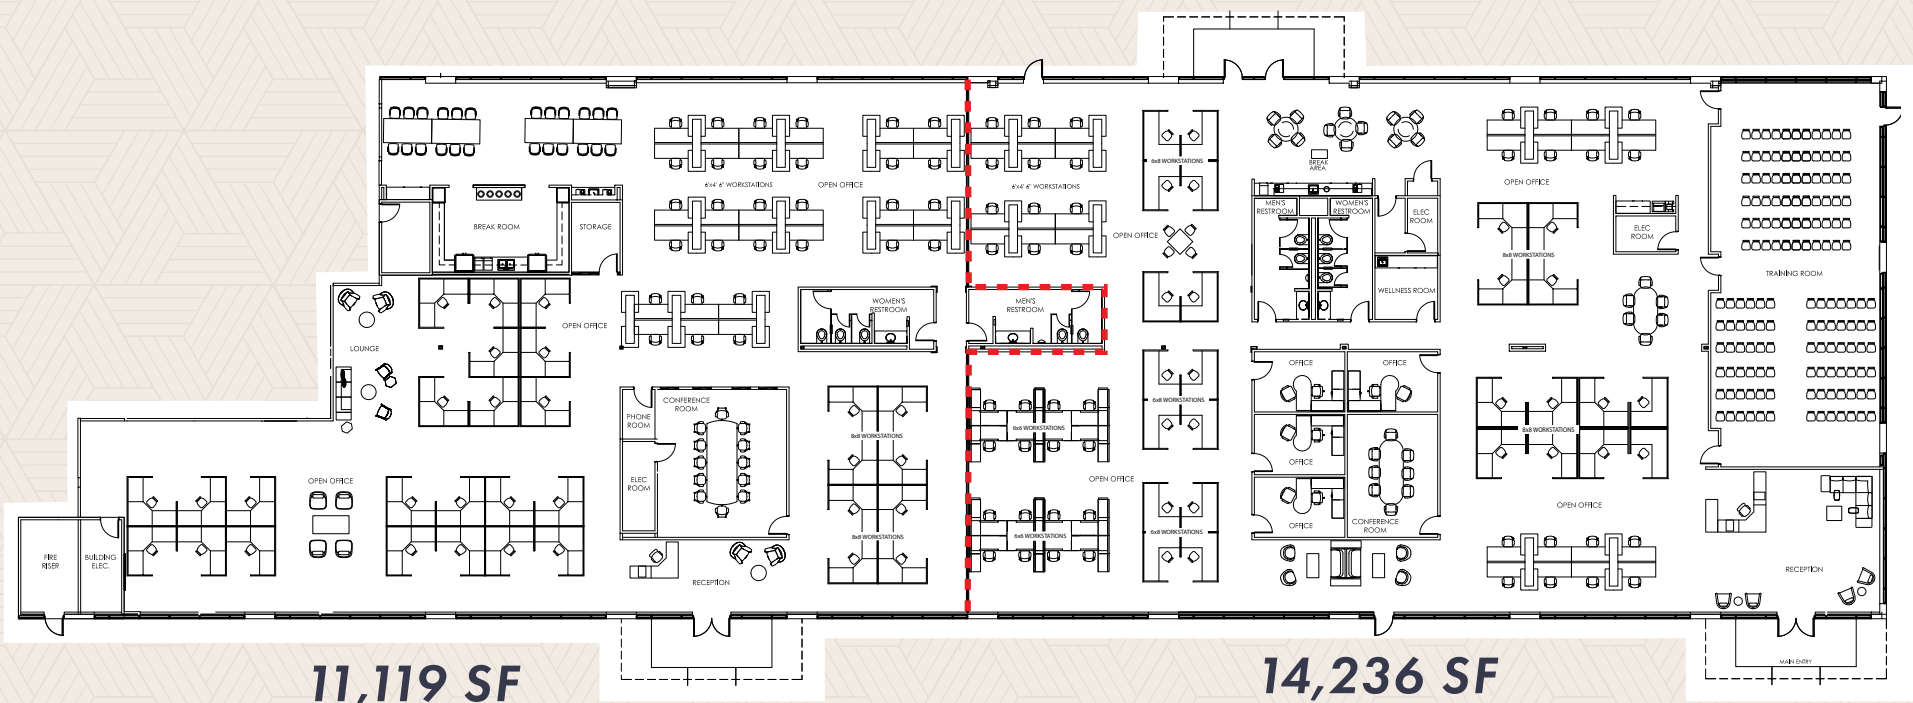 6'x4' 6" WORKSTATIONS
OPEN OFFICE
BREAK ROOM
STORAGE
LOUNGE
OPEN OFFICE
WOMEN'S
RESTROOM
CONFERENCE
ROOM
PHONE
ROOM
ELEC
ROOM
8x8 WORKSTATIONS
8x8 WORKSTATIONS
OPEN OFFICE
FIRE
RISER
BUILDING
ELEC.
RECEPTION
6'x4' 6" WORKSTATIONS
6x8 WORKSTATIONS
OPEN OFFICE
MEN'S
RESTROOM
BREAK
AREA
MEN'S
RESTROOM
WOMEN'S
RESTROOM
ELEC
ROOM
WELLNESS ROOM
OPEN OFFICE
8x8 WORKSTATIONS
ELEC
ROOM
TRAINING ROOM
6x6 WORKSTATIONS
6x8 WORKSTATIONS
OPEN OFFICE
6x6 WORKSTATIONS
6x8 WORKSTATIONS
OFFICE
OFFICE
OFFICE
OFFICE
CONFERENCE
ROOM
8x8 WORKSTATIONS
OPEN OFFICE
RECEPTION
MAIN ENTRY
11,119 SF
14,236 SF